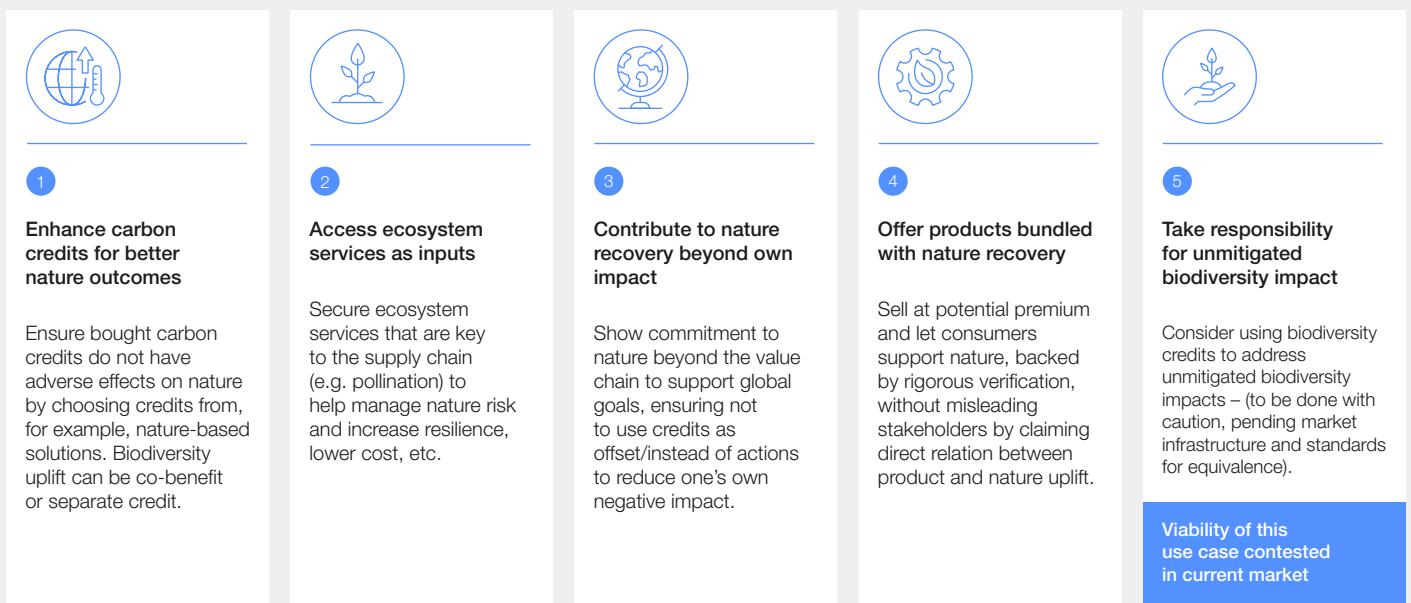 1
Enhance carbon
credits for better
nature outcomes
Ensure bought carbon
credits do not have
adverse effects on nature
by choosing credits from,
for example, nature-based
solutions. Biodiversity
uplift can be co-benefit
or separate credit.
2
Access ecosystem
services as inputs
Secure ecosystem
services that are key
to the supply chain
(e.g. pollination) to
help manage nature risk
and increase resilience,
lower cost, etc.
3
Contribute to nature
recovery beyond own
impact
Show commitment to
nature beyond the value
chain to support global
goals, ensuring not
to use credits as
offset/instead of actions
to reduce one’s own
negative impact.
4
Offer products bundled
with nature recovery
Sell at potential premium
and let consumers
support nature, backed
by rigorous verification,
without misleading
stakeholders by claiming
direct relation between
product and nature uplift.
5
Take responsibility
for unmitigated
biodiversity impact
Consider using biodiversity
credits to address
unmitigated biodiversity
impacts – (to be done with
caution, pending market
infrastructure and standards
for equivalence).
Viability of this
use case contested
in current market